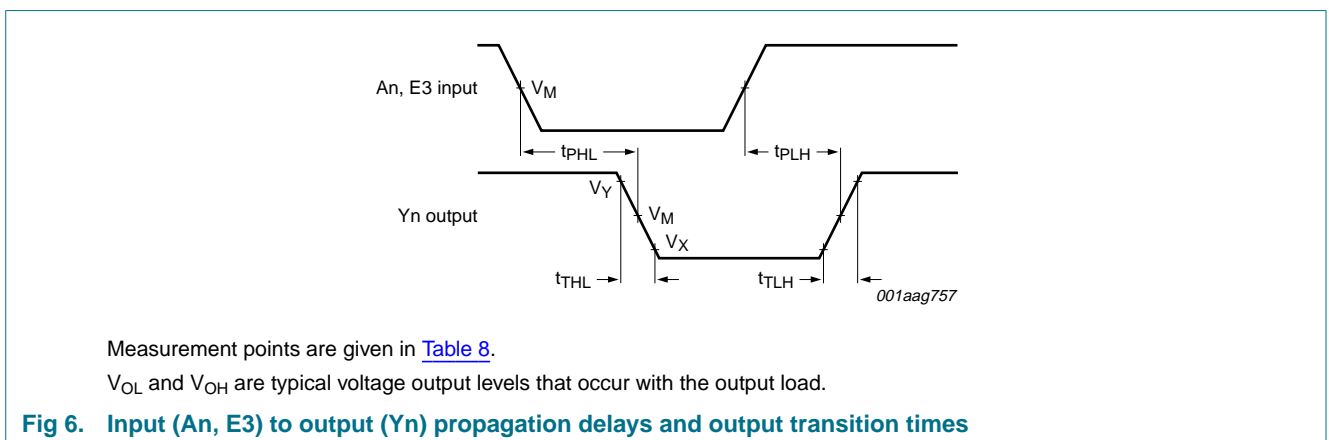 An, E3 input
VM
tPHL
tPLH
VY
Yn output
VM
VX
tTHL
tTLH
001aag757
Measurement points are given in Table 8.
VOL and VOH are typical voltage output levels that occur with the output load.
Fig 6. Input (An, E3) to output (Yn) propagation delays and output transition times